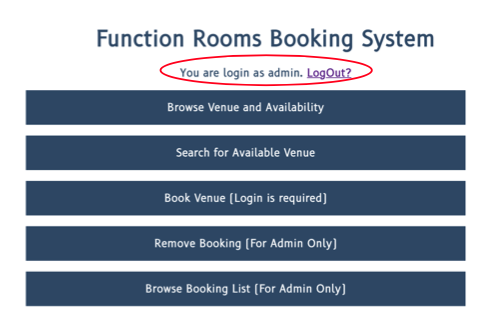 Function Rooms Booking System
You are login as admin. LogOut?
Browse Venue and Availability
Search for Available Venue
Book Venue (Login is required)
Remove Booking (For Admin Only)
Browse Booking List (For Admin Only)